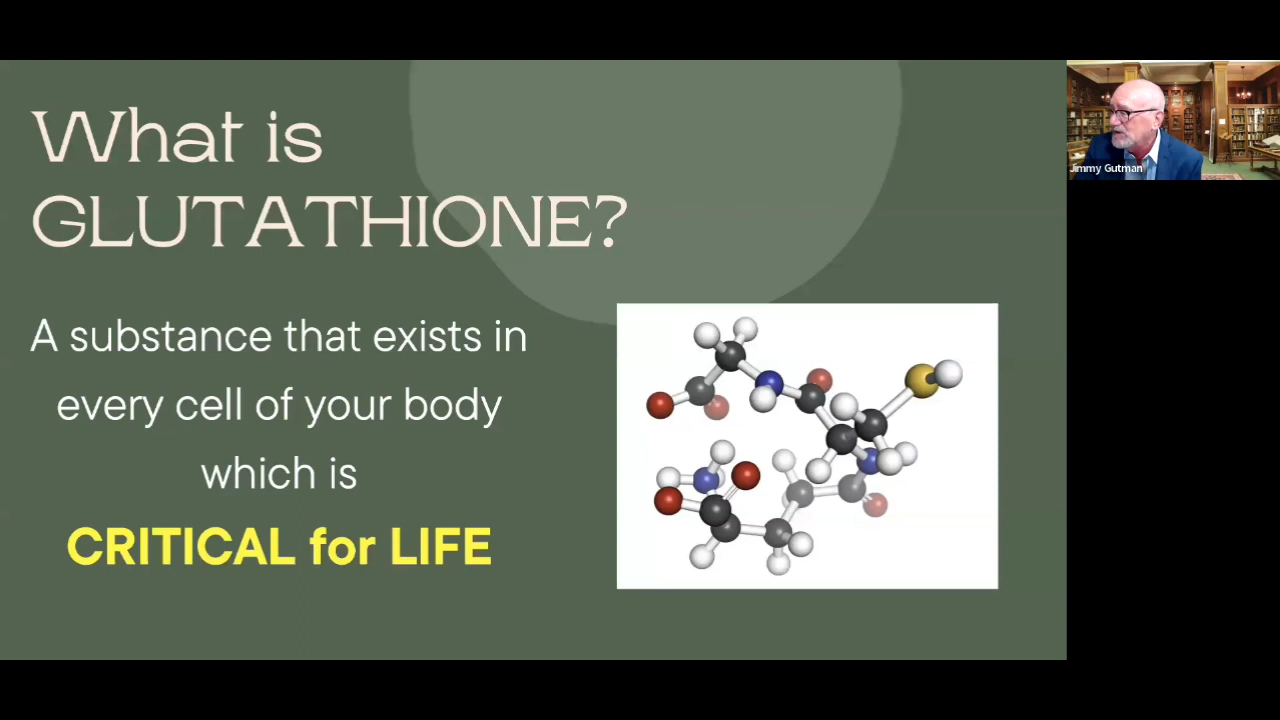 What is
GLUTATHIONE?
A substance that exists in
every cell of your body
which is
CRITICAL for LIFE
Jimmy Gutman